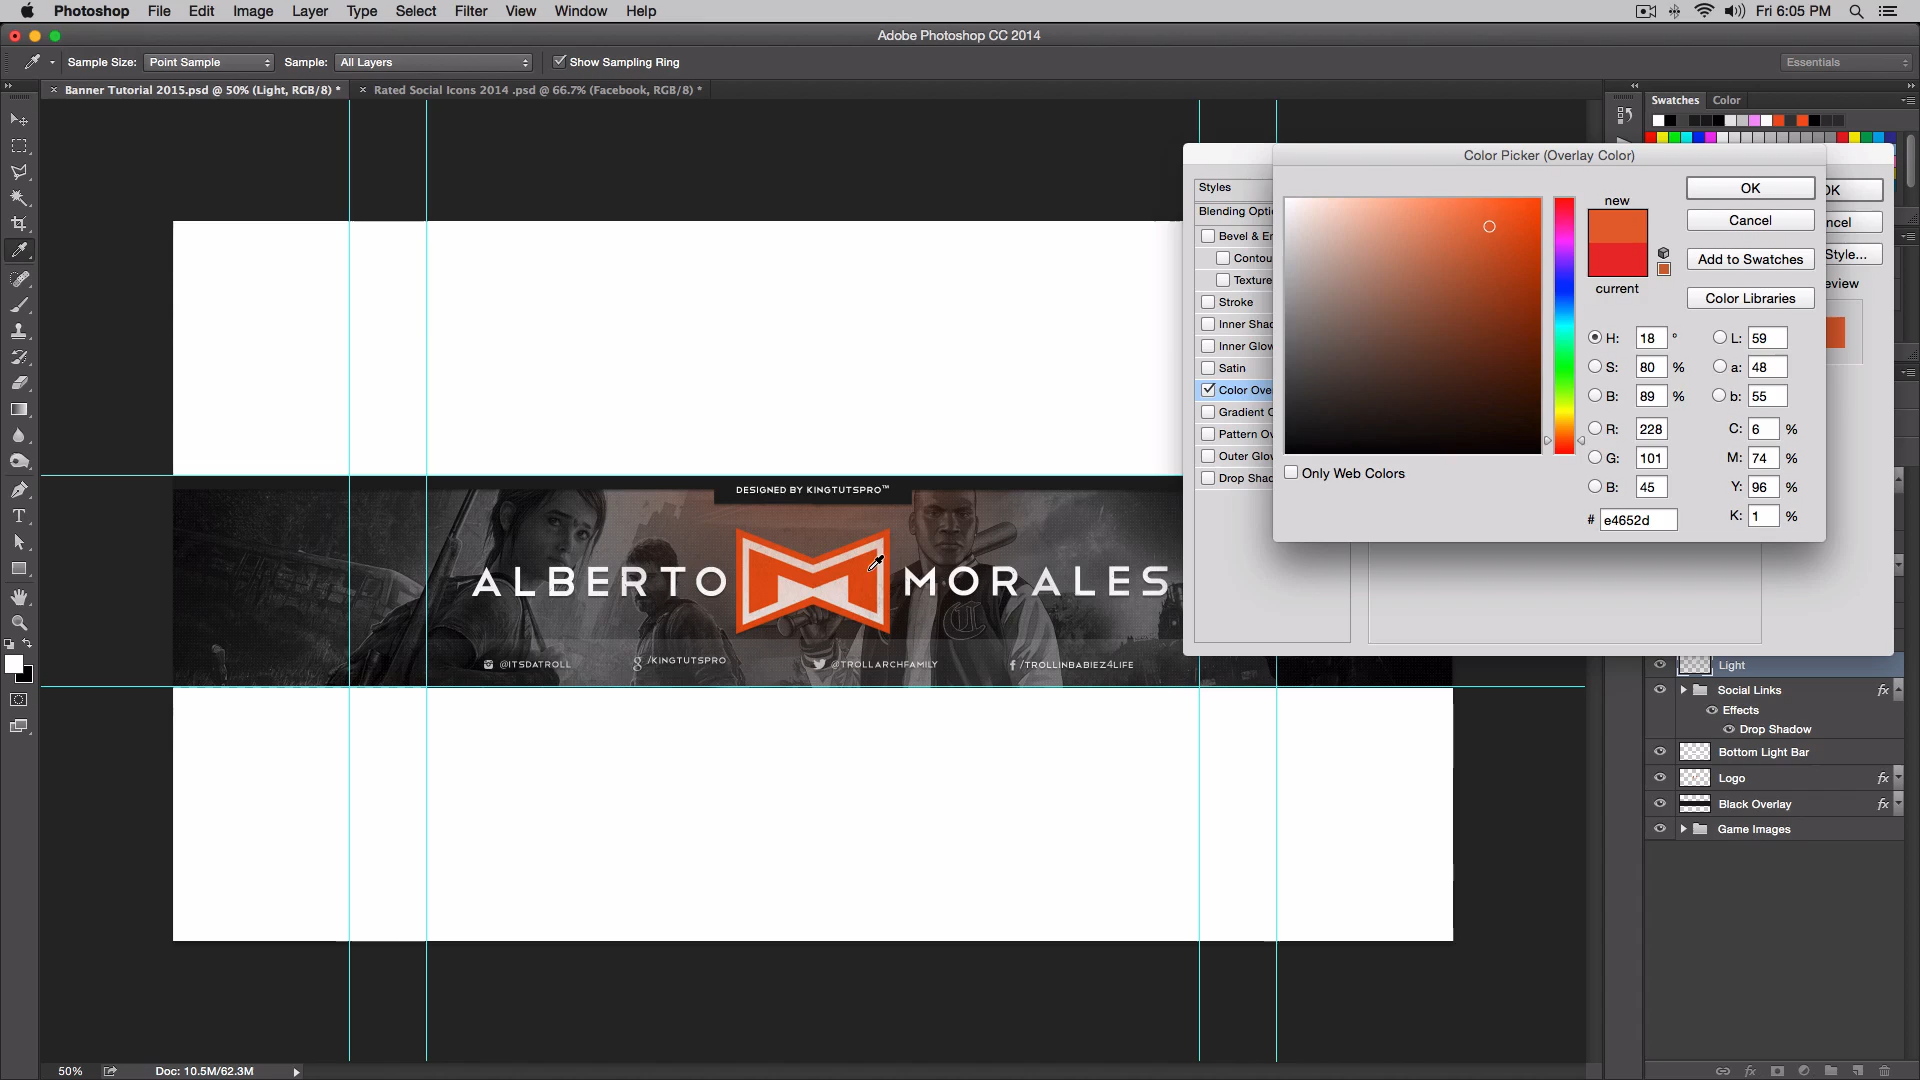 Photoshop File Edit Image Layer Type Select Filter View Window Help Fri 6:05 PM
Adobe Photoshop CC 2014
Sample Size: Point Sample Sample: All Layers Show Sampling Ring Essentials
Banner Tutorial 2015.psd @ 50% (Light, RGB/8) * Rated Social Icons 2014 .psd @ 66.7% (Facebook, RGB/8) *
Swatches Color
Color Picker (Overlay Color)
Styles
Blending Optio
Bevel & E
Contou
Texture
Stroke
Inner Shad
Inner Glow
Satin
Color Ove
Gradient O
Pattern Ov
Outer Glow
Drop Shad
new
current
OK
Cancel
Add to Swatches
Color Libraries
OK
ncel
Style...
eview
H: 18 ° L: 59
S: 80 % a: 48
B: 89 % b: 55
R: 228 C: 6 %
G: 101 M: 74 %
B: 45 Y: 96 %
# e4652d K: 1 %
Only Web Colors
DESIGNED BY KINGTUTSPRO™
ALBERTO M MORALES
C
@ITSDATROLL
g /KINGTUTSPRO
@TROLLARCHFAMILY
f /TROLLINBABIEZ4LIFE
Light
Social Links fx
Effects
Drop Shadow
Bottom Light Bar
Logo fx
Black Overlay fx
Game Images
50% Doc: 10.5M/62.3M
fx